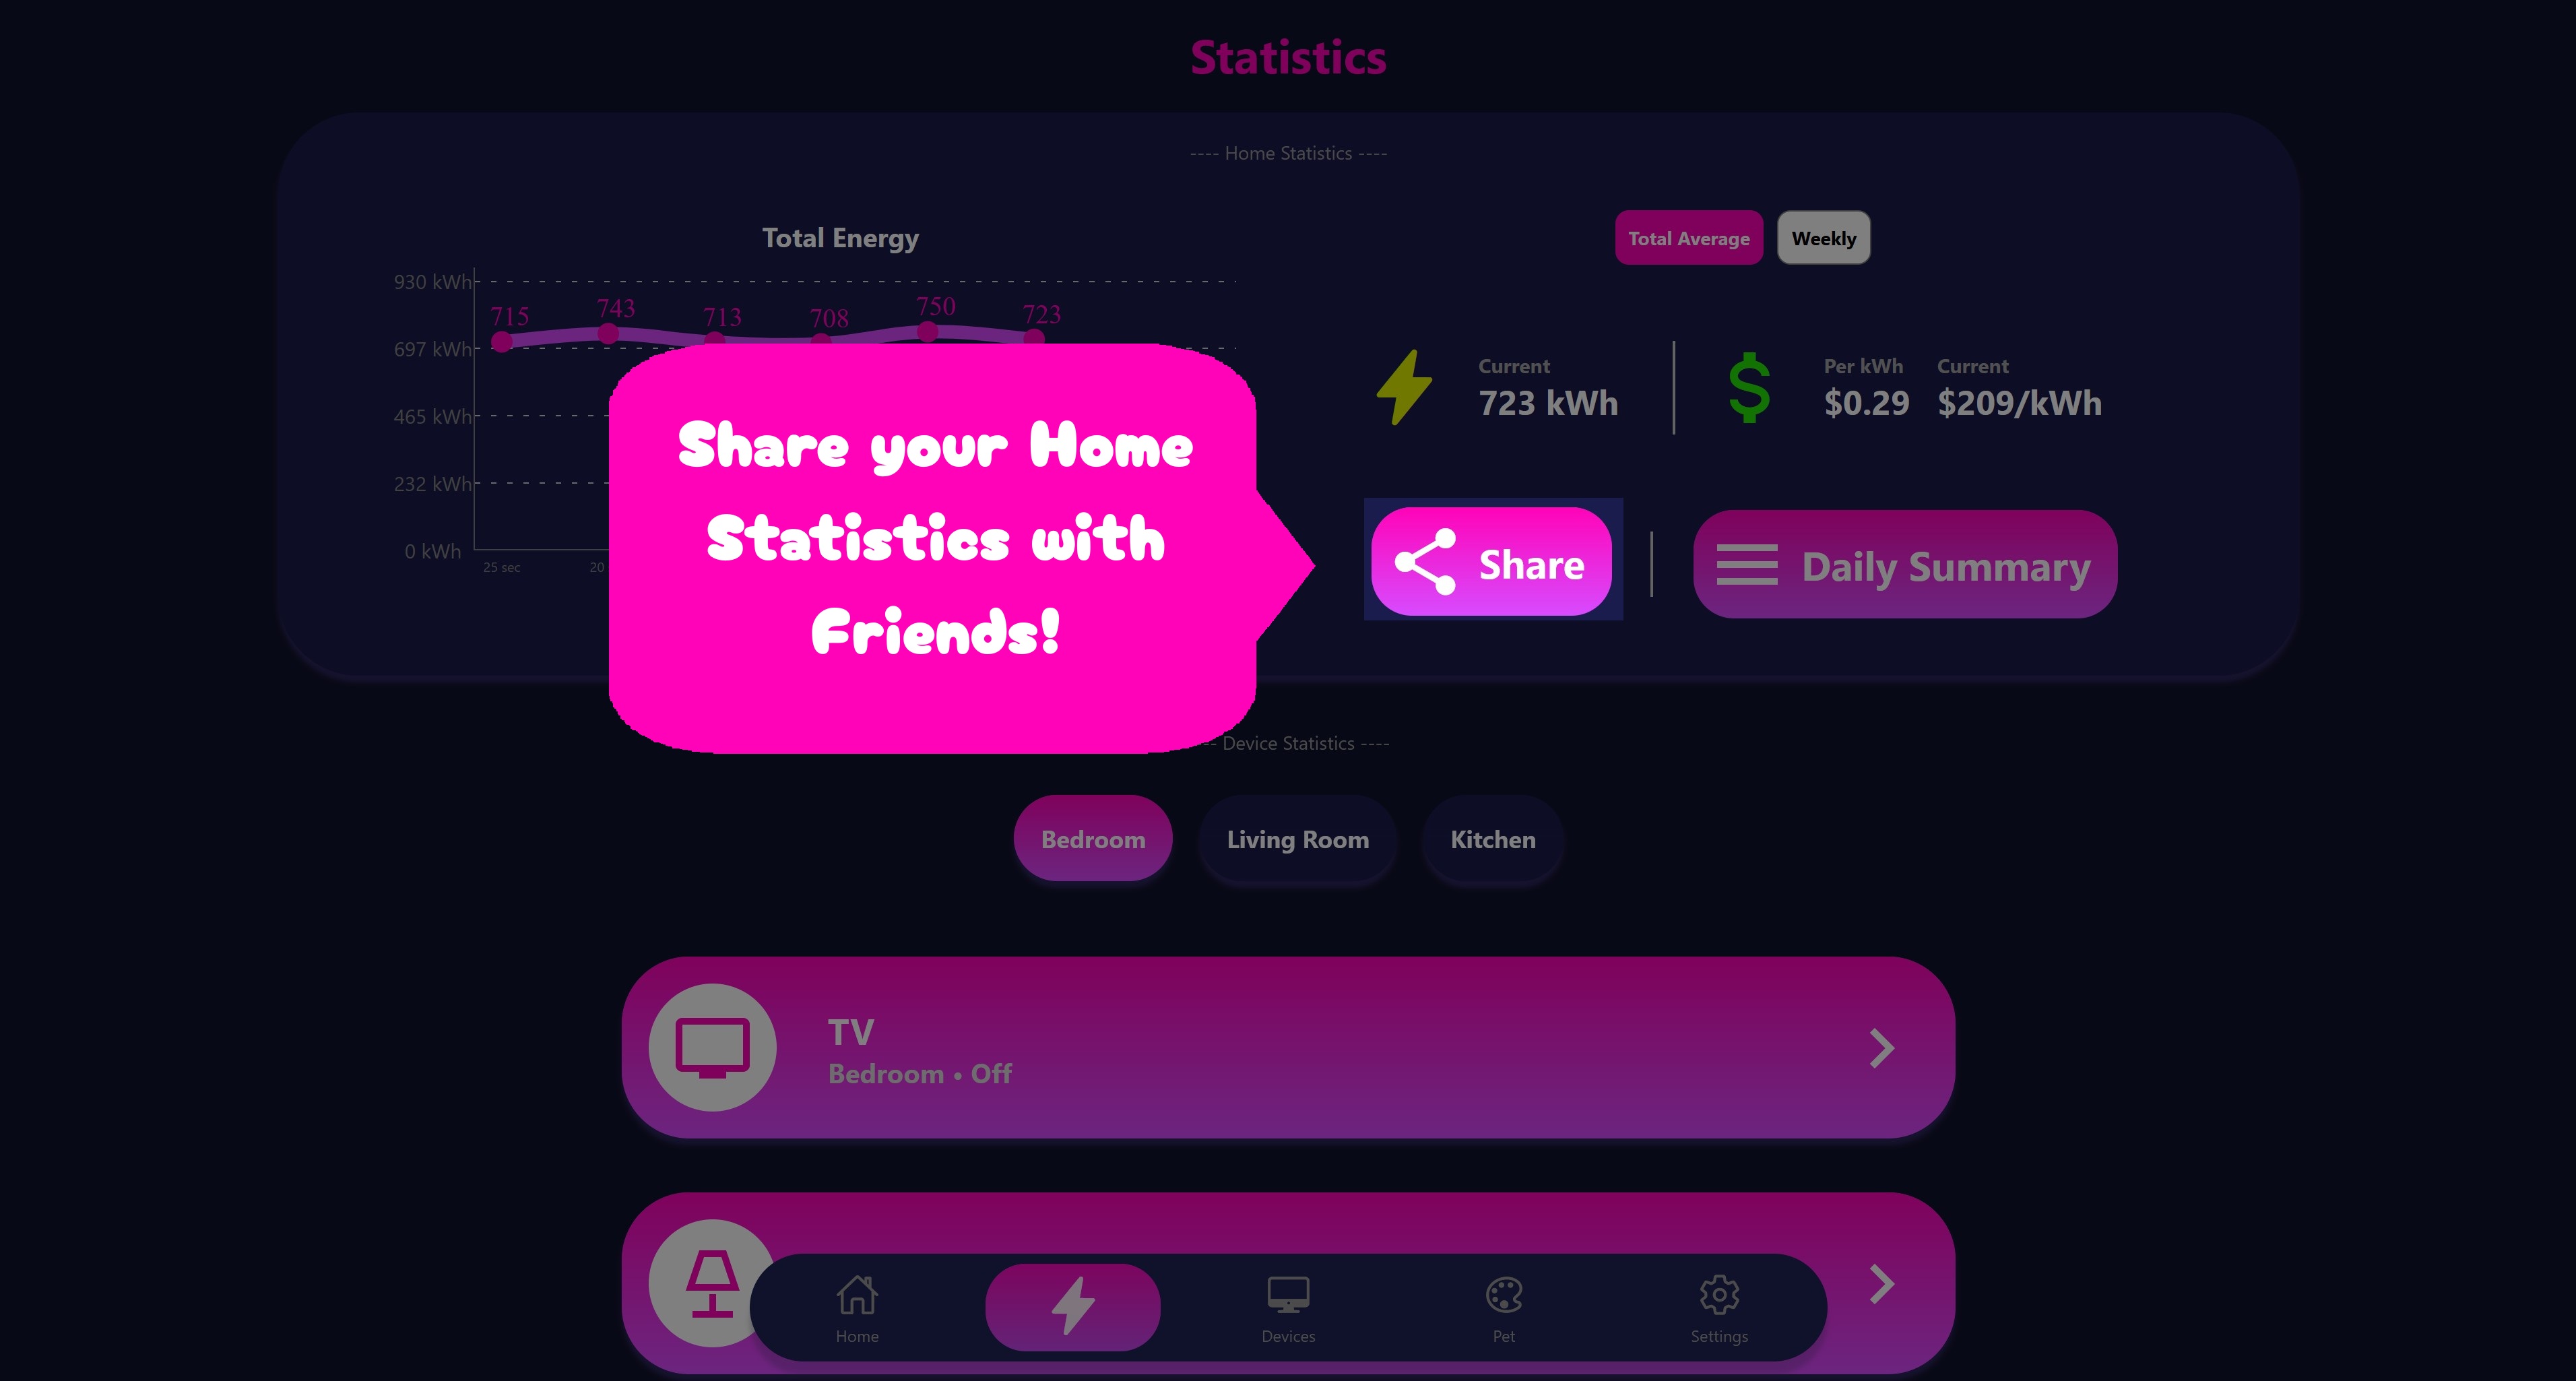 Statistics
---- Home Statistics ----
Total Energy
930 kWh
697 kWh
465 kWh
232 kWh
0 kWh
715
743
713
708
750
723
25 sec
20
Total Average
Weekly
Current
723 kWh
Per kWh
$0.29
Current
$209/kWh
Share your Home
Statistics with
Friends!
Share
Daily Summary
-- Device Statistics ----
Bedroom
Living Room
Kitchen
TV
Bedroom • Off
Home
Devices
Pet
Settings